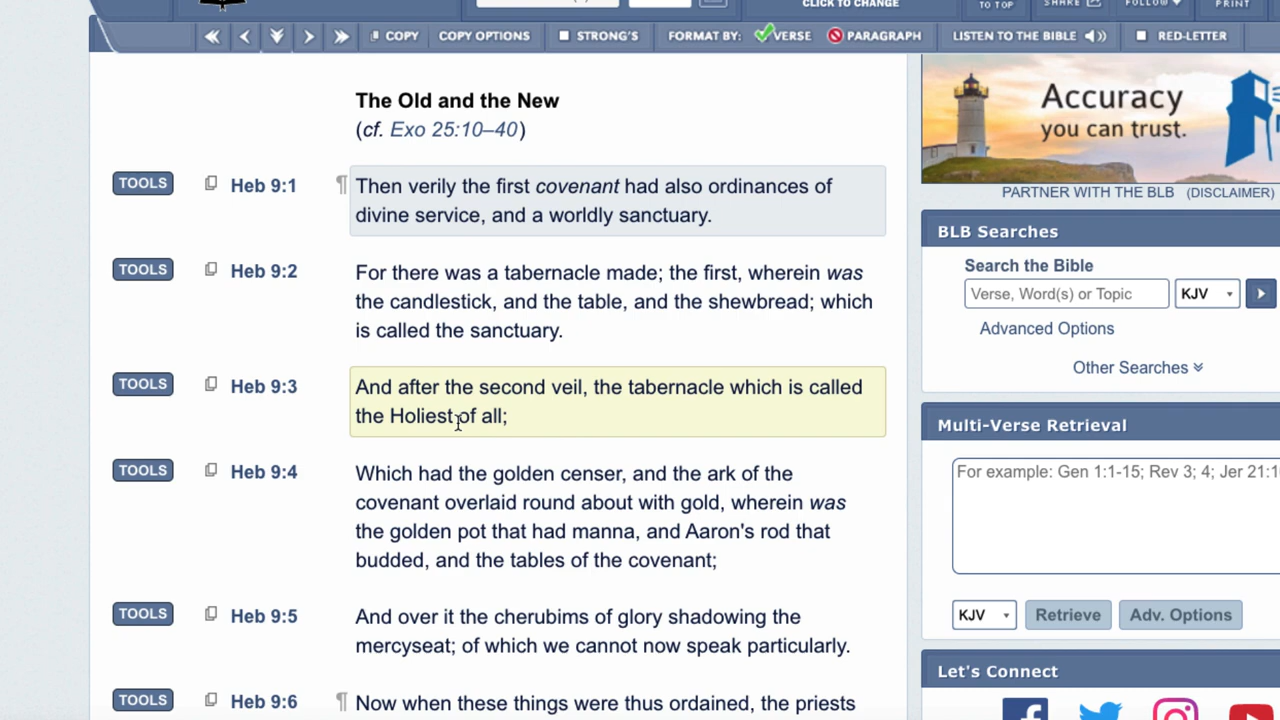 CLICK TO CHANGE
TO TOP
SHARE
FOLLOW
PRINT
COPY
COPY OPTIONS
STRONG'S
FORMAT BY:
VERSE
PARAGRAPH
LISTEN TO THE BIBLE
RED-LETTER
The Old and the New
(cf. Exo 25:10–40)
TOOLS Heb 9:1 ¶ Then verily the first covenant had also ordinances of
divine service, and a worldly sanctuary.
TOOLS Heb 9:2 For there was a tabernacle made; the first, wherein was
the candlestick, and the table, and the shewbread; which
is called the sanctuary.
TOOLS Heb 9:3 And after the second veil, the tabernacle which is called
the Holiest of all;
TOOLS Heb 9:4 Which had the golden censer, and the ark of the
covenant overlaid round about with gold, wherein was
the golden pot that had manna, and Aaron's rod that
budded, and the tables of the covenant;
TOOLS Heb 9:5 And over it the cherubims of glory shadowing the
mercyseat; of which we cannot now speak particularly.
TOOLS Heb 9:6 ¶ Now when these things were thus ordained, the priests
Accuracy
you can trust.
PARTNER WITH THE BLB (DISCLAIMER)
BLB Searches
Search the Bible
Verse, Word(s) or Topic KJV
Advanced Options
Other Searches
Multi-Verse Retrieval
For example: Gen 1:1-15; Rev 3; 4; Jer 21:1
KJV Retrieve Adv. Options
Let's Connect